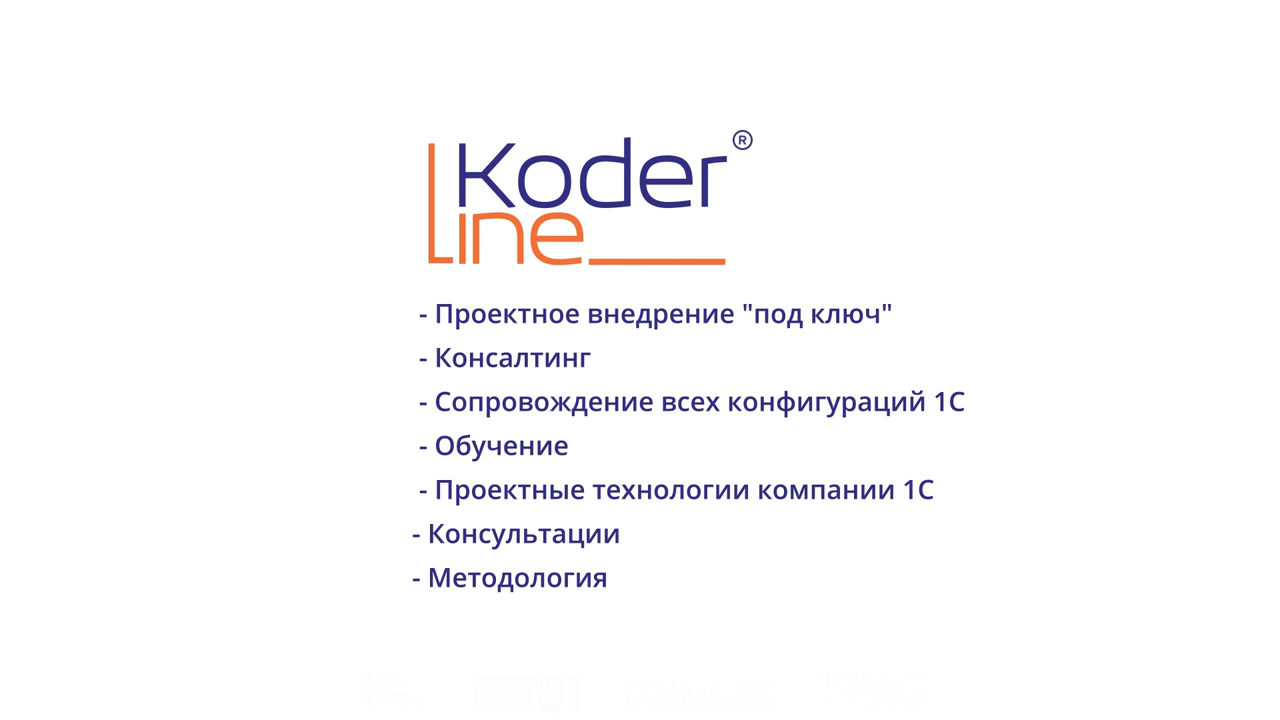 Koder®
Line
- Проектное внедрение "под ключ"
- Консалтинг
- Сопровождение всех конфигураций 1С
- Обучение
- Проектные технологии компании 1С
- Консультации
- Методология